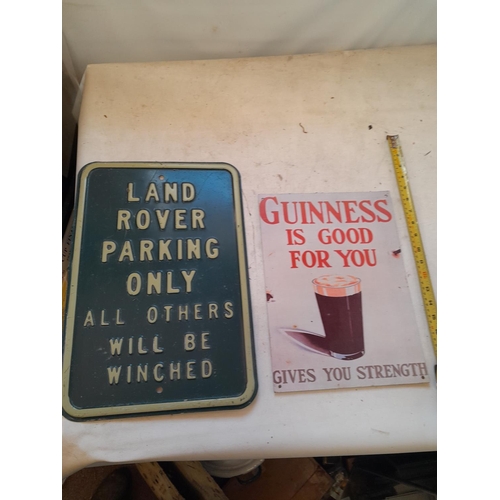 LAND
ROVER
PARKING
ONLY
ALL OTHERS
WILL BE
WINCHED
GUINNESS
IS GOOD
FOR YOU
GIVES YOU STRENGTH